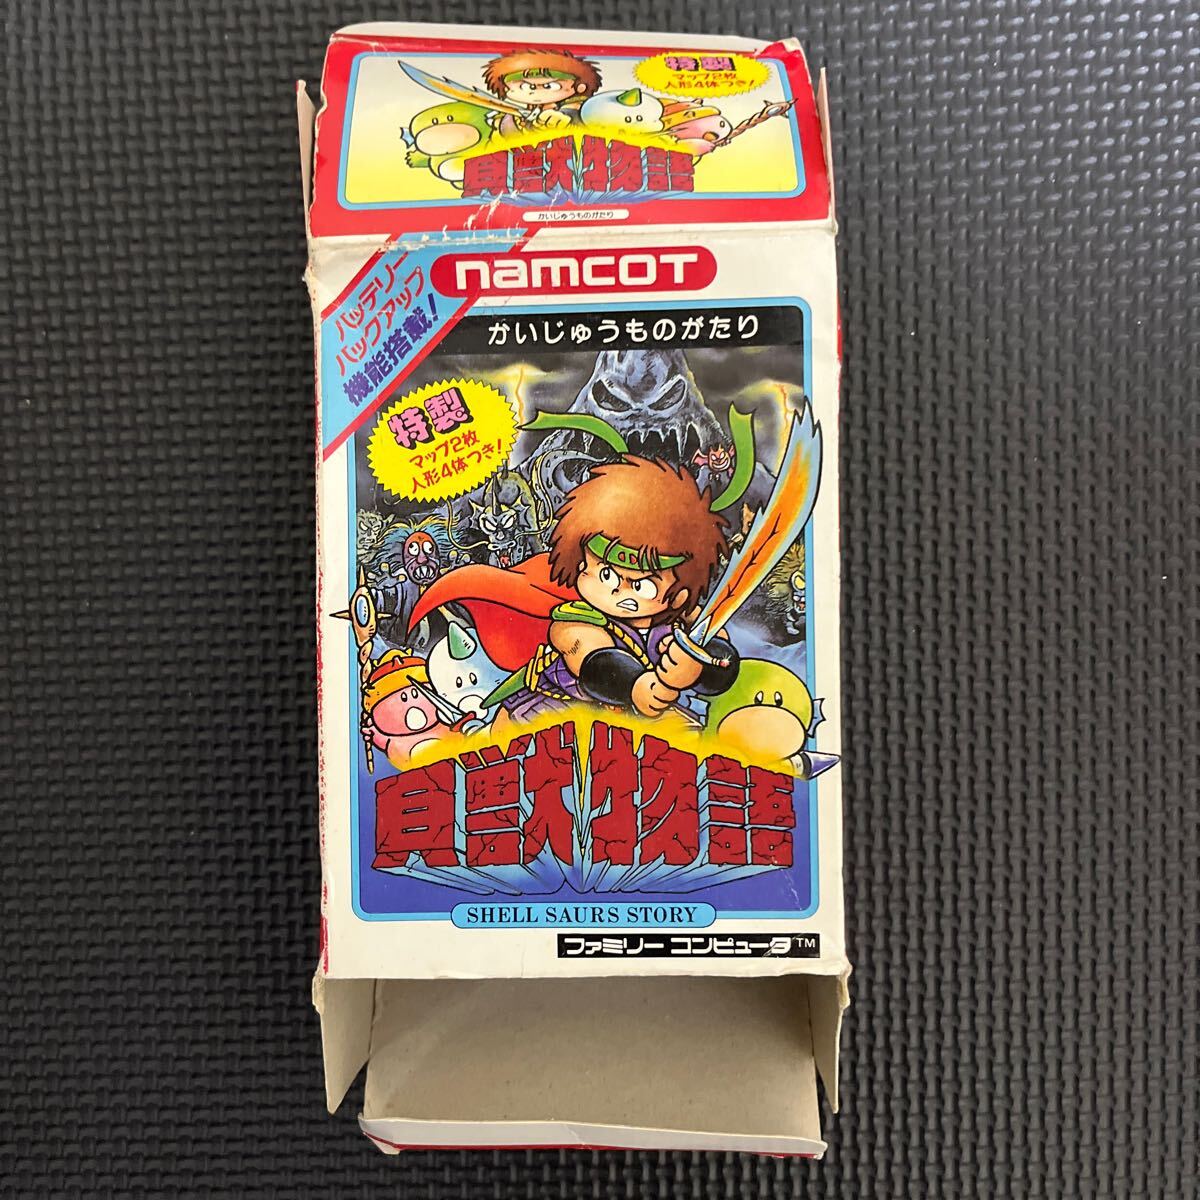 特製
マップ2枚
人形4体つき!
貝獣物語
かいじゅうものがたり
namcoT
バッテリー
バックアップ
機能搭載!
かいじゅうものがたり
特製
マップ2枚
人形4体つき!
貝獣物語
SHELL SAURS STORY
ファミリー コンピュータ™